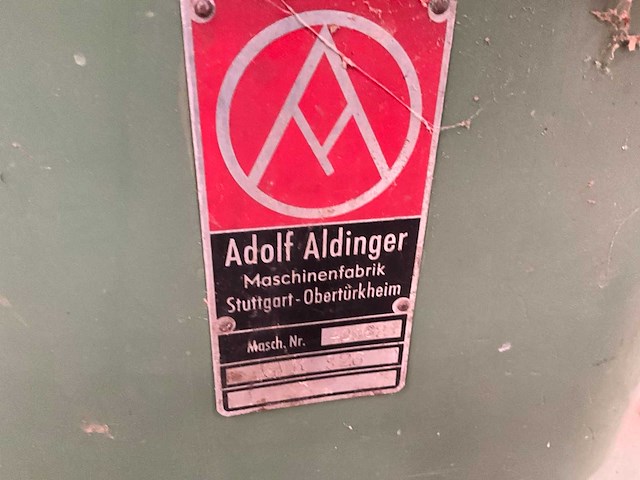 Adolf Aldinger
Maschinenfabrik
Stuttgart-Obertürkheim
Masch. Nr.